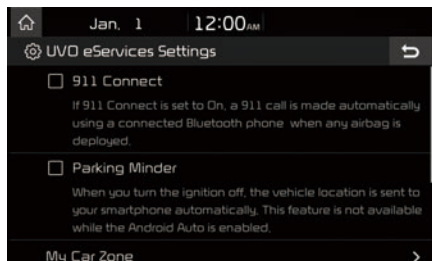 Jan. 1 12:00 AM
UVO eServices Settings
911 Connect
If 911 Connect is set to On, a 911 call is made automatically
using a connected Bluetooth phone when any airbag is
deployed.
Parking Minder
When you turn the ignition off, the vehicle location is sent to
your smartphone automatically. This feature is not available
while the Android Auto is enabled.
My Car Zone